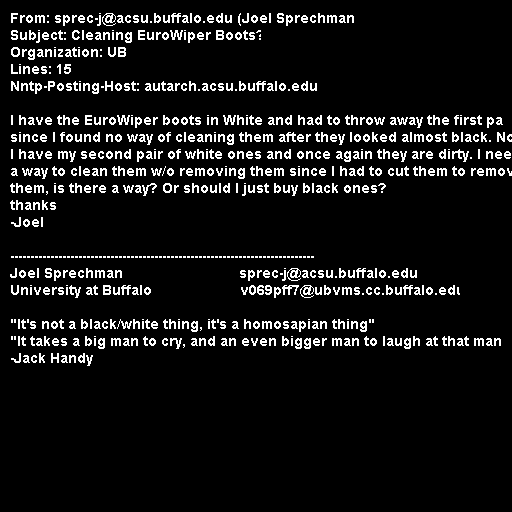 From: sprec-j@acsu.buffalo.edu (Joel Sprechman
Subject: Cleaning EuroWiper Boots?
Organization: UB
Lines: 15
Nntp-Posting-Host: autarch.acsu.buffalo.edu

I have the EuroWiper boots in White and had to throw away the first pa
since I found no way of cleaning them after they looked almost black. No
I have my second pair of white ones and once again they are dirty. I nee
a way to clean them w/o removing them since I had to cut them to remov
them, is there a way? Or should I just buy black ones?
thanks
-Joel

----------------------------------------------------------------------------
Joel Sprechman sprec-j@acsu.buffalo.edu
University at Buffalo v069pff7@ubvms.cc.buffalo.edu

"It's not a black/white thing, it's a homosapian thing"
"It takes a big man to cry, and an even bigger man to laugh at that man
-Jack Handy